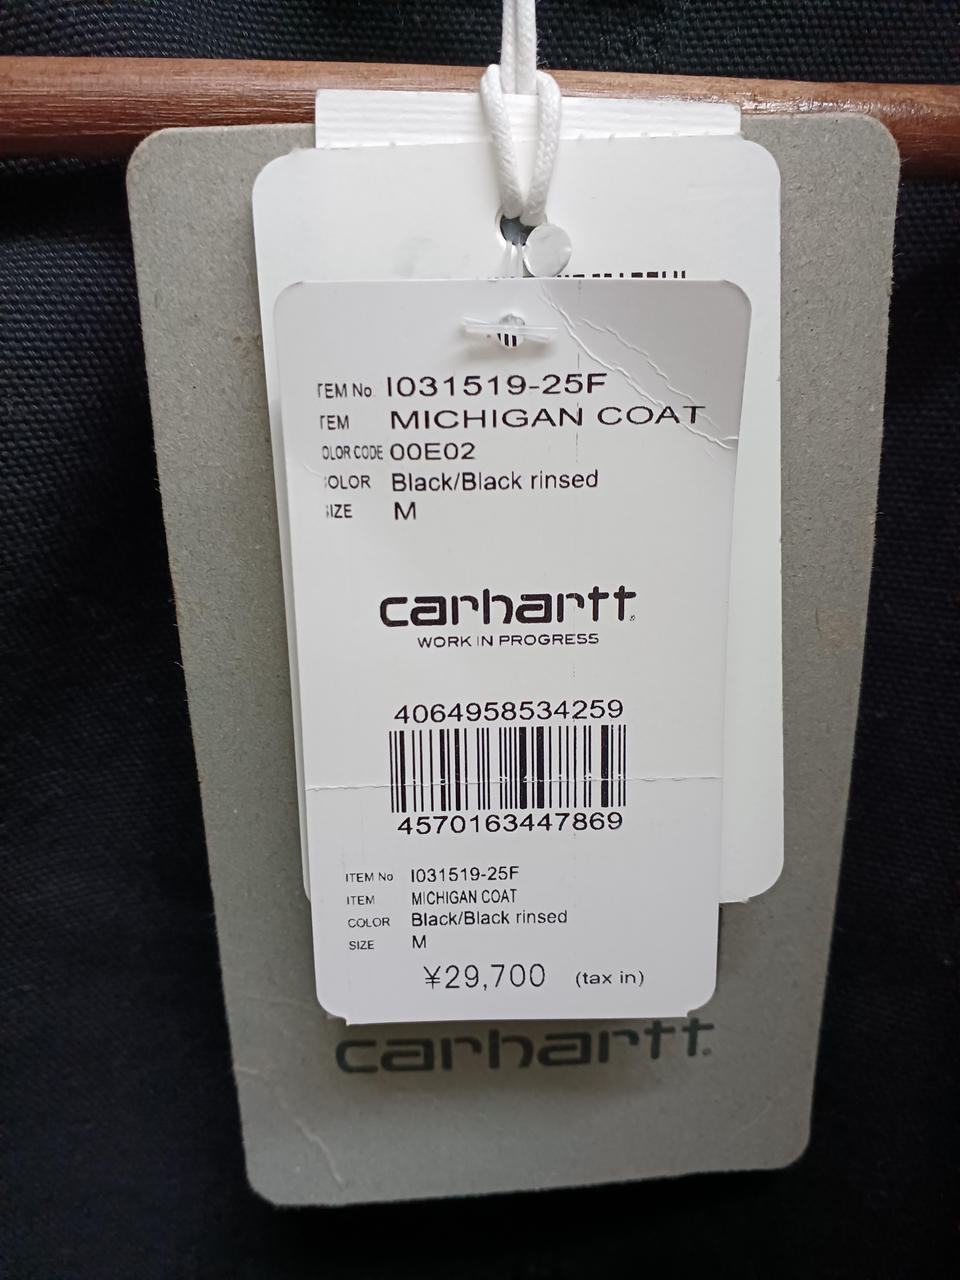 ITEM No. I031519-25F
ITEM MICHIGAN COAT
COLOR CODE 00E02
COLOR Black/Black rinsed
SIZE M
carhartt.
WORK IN PROGRESS
4064958534259
4570163447869
ITEM No I031519-25F
ITEM MICHIGAN COAT
COLOR Black/Black rinsed
SIZE M
¥29,700 (tax in)
carhartt.